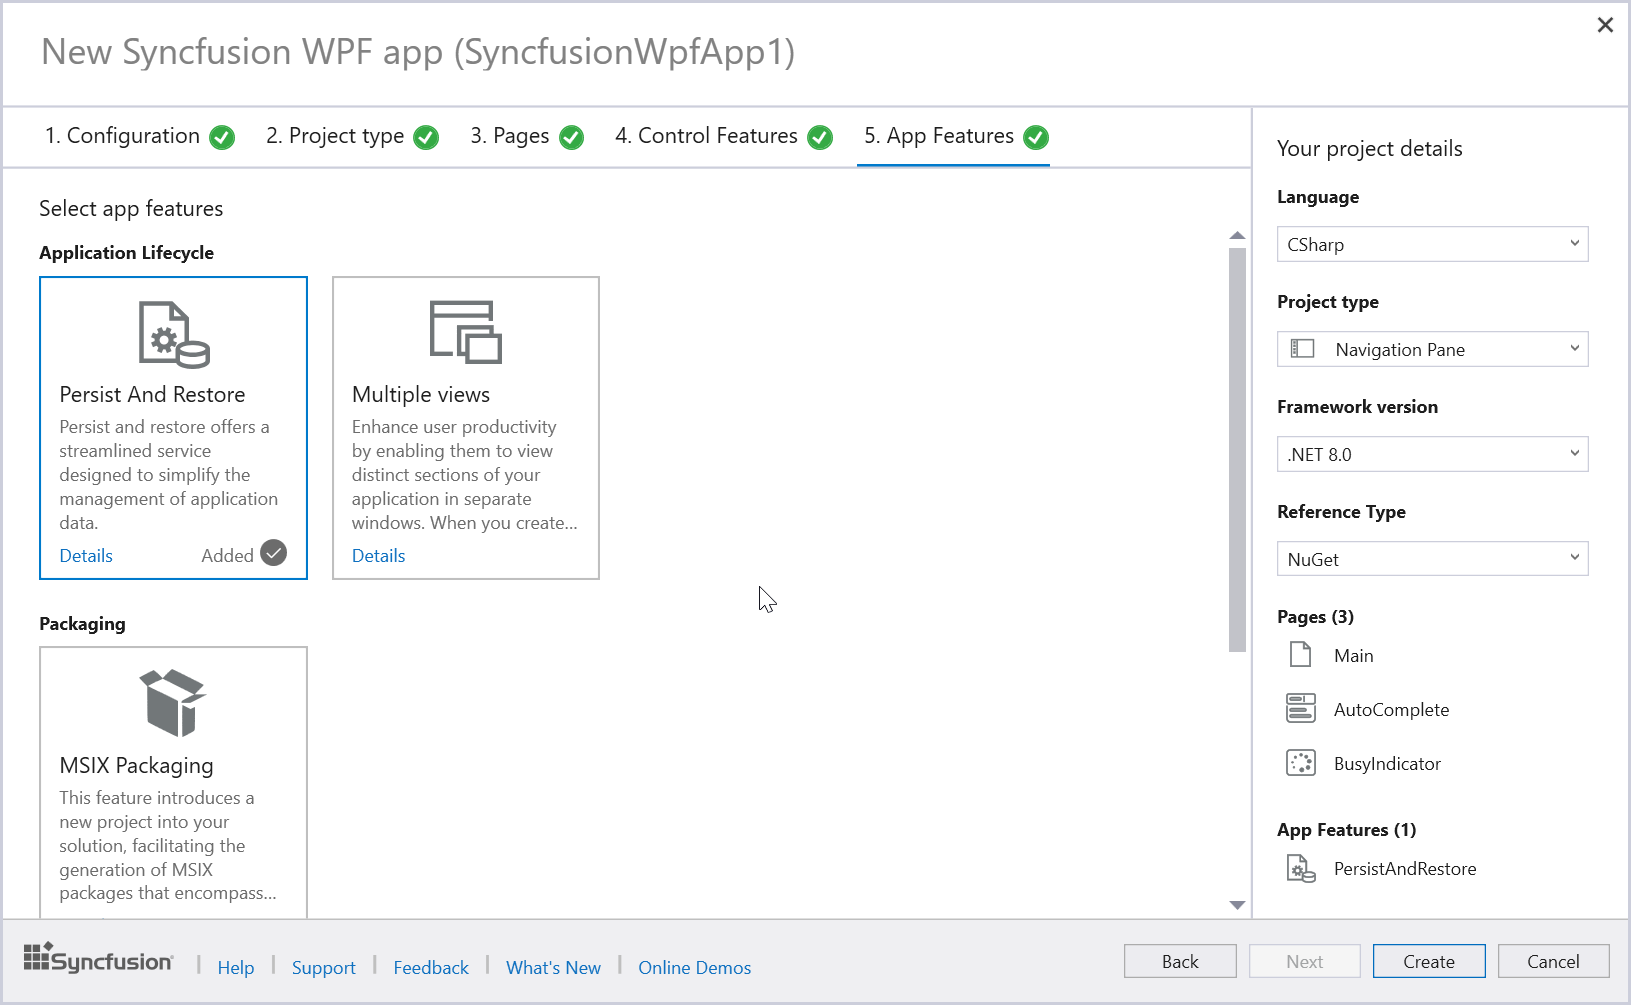 New Syncfusion WPF app (SyncfusionWpfApp1)
1. Configuration
2. Project type
3. Pages
4. Control Features
5. App Features
Select app features
Application Lifecycle
Persist And Restore
Persist and restore offers a
streamlined service
designed to simplify the
management of application
data.
Details
Added
Multiple views
Enhance user productivity
by enabling them to view
distinct sections of your
application in separate
windows. When you create...
Details
Packaging
MSIX Packaging
This feature introduces a
new project into your
solution, facilitating the
generation of MSIX
packages that encompass...
Your project details
Language
CSharp
Project type
Navigation Pane
Framework version
.NET 8.0
Reference Type
NuGet
Pages (3)
Main
AutoComplete
BusyIndicator
App Features (1)
PersistAndRestore
Syncfusion
Help
Support
Feedback
What's New
Online Demos
Back
Next
Create
Cancel